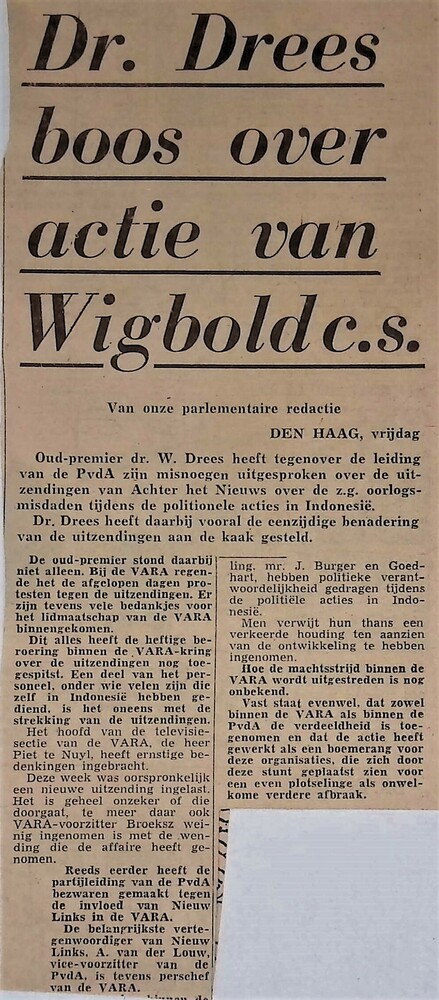 Dr. Drees
boos over
actie van
Wigbold c.s.
Van onze parlementaire redactie
DEN HAAG, vrijdag
Oud-premier dr. W. Drees heeft tegenover de leiding
van de PvdA zijn misnoegen uitgesproken over de uit-
zendingen van Achter het Nieuws over de z.g. oorlogs-
misdaden tijdens de politionele acties in Indonesië.
Dr. Drees heeft daarbij vooral de eenzijdige benadering
van de uitzendingen aan de kaak gesteld.
De oud-premier stond daarbij
niet alleen. Bij de VARA regen-
de het de afgelopen dagen pro-
testen tegen de uitzendingen. Er
zijn tevens vele bedankjes voor
het lidmaatschap van de VARA
binnengekomen.
Dit alles heeft de heftige be-
roering binnen de VARA-kring
over de uitzendingen nog toe-
gespitst. Een deel van het per-
soneel, onder wie velen zijn die
zelf in Indonesië hebben ge-
diend, is het oneens met de
strekking van de uitzendingen.
Het hoofd van de televisie-
sectie van de VARA, de heer
Piet te Nuyl, heeft ernstige be-
denkingen ingebracht.
Deze week was oorspronkelijk
een nieuwe uitzending ingelast.
Het is geheel onzeker of die
doorgaat, te meer daar ook
VARA-voorzitter Broeksz wei-
nig ingenomen is met de wen-
ding die de affaire heeft ge-
nomen.
Reeds eerder heeft de
partijleiding van de PvdA
bezwaren gemaakt tegen
de invloed van Nieuw
Links in de VARA.
De belangrijkste verte-
genwoordiger van Nieuw
Links, A. van der Louw,
vice-voorzitter van de
PvdA, is tevens perschef
van de VARA.
binnen de
ling, mr. J. Burger en Goed-
hart, hebben politieke verant-
woordelijkheid gedragen tijdens
de politiële acties in Indo-
nesië.
Men verwijt hun thans een
verkeerde houding ten aanzien
van de ontwikkeling te hebben
ingenomen.
Hoe de machtsstrijd binnen de
VARA wordt uitgestreden is nog
onbekend.
Vast staat evenwel, dat zowel
binnen de VARA als binnen de
PvdA de verdeeldheid is toe-
genomen en dat de actie heeft
gewerkt als een boemerang voor
deze organisaties, die zich door
deze stunt geplaatst zien voor
een even plotselinge als onwel-
kome verdere afbraak.